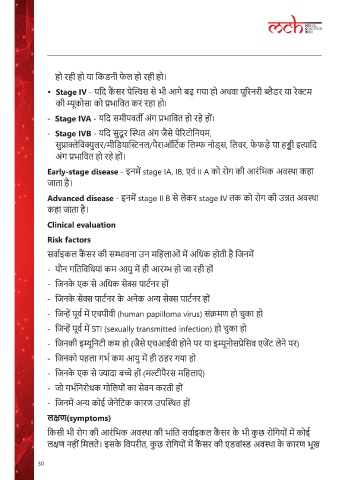 mch
हो रही हो या किडनी फेल हो रही हो।
• Stage IV - यदि कैंसर पेल्विस से भी आगे बढ़ गया हो अथवा यूरिनरी ब्लैडर या रेक्टम
की म्यूकोसा को प्रभावित कर रहा हो।
- Stage IVA - यदि समीपवर्ती अंग प्रभावित हो रहे हों।
- Stage IVB - यदि सुदूर स्थित अंग जैसे पेरिटोनियम,
सुप्राक्लेविक्युलर/मीडियास्टिनल/पैराऑर्टिक लिम्फ नोड्स, लिवर, फेफड़े या हड्डी इत्यादि
अंग प्रभावित हो रहे हों।
Early-stage disease - इनमें stage IA, IB, एवं II A को रोग की आरंभिक अवस्था कहा
जाता है।
Advanced disease - इनमें stage II B से लेकर stage IV तक को रोग की उन्नत अवस्था
कहा जाता है।
Clinical evaluation
Risk factors
सर्वाइकल कैंसर की सम्भावना उन महिलाओं में अधिक होती है जिनमें
- यौन गतिविधियां कम आयु में ही आरम्भ हो जा रही हों
- जिनके एक से अधिक सेक्स पार्टनर हों
- जिनके सेक्स पार्टनर के अनेक अन्य सेक्स पार्टनर हों
- जिन्हें पूर्व में एचपीवी (human papilloma virus) संक्रमण हो चुका हो
- जिन्हें पूर्व में STI (sexually transmitted infection) हो चुका हो
- जिनकी इम्यूनिटी कम हो (जैसे एचआईवी होने पर या इम्यूनोसप्रेसिव एजेंट लेने पर)
- जिनको पहला गर्भ कम आयु में ही ठहर गया हो
- जिनके एक से ज्यादा बच्चे हों (मल्टीपैरस महिलाएं)
- जो गर्भनिरोधक गोलियों का सेवन करती हों
- जिनमें अन्य कोई जेनेटिक कारण उपस्थित हों
लक्षण(symptoms)
किसी भी रोग की आरंभिक अवस्था की भांति सर्वाइकल कैंसर के भी कुछ रोगियों में कोई
लक्षण नहीं मिलते। इसके विपरीत, कुछ रोगियों में कैंसर की एडवांस्ड अवस्था के कारण भूख
30